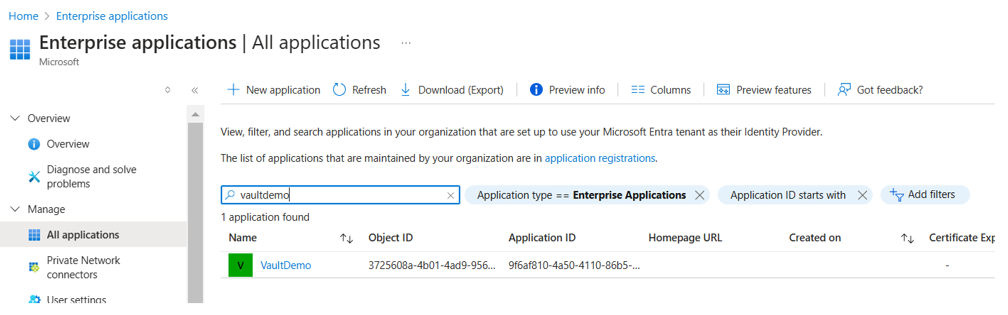 Home > Enterprise applications
Enterprise applications | All applications ...
Microsoft
New application Refresh Download (Export) Preview info Columns Preview features Got feedback?
Overview
Overview
Diagnose and solve
problems
Manage
All applications
Private Network
connectors
User settings
View, filter, and search applications in your organization that are set up to use your Microsoft Entra tenant as their Identity Provider.
The list of applications that are maintained by your organization are in application registrations.
vaultdemo
Application type == Enterprise Applications
Application ID starts with
Add filters
1 application found
Name Object ID Application ID Homepage URL Created on Certificate Exp
V VaultDemo 3725608a-4b01-4ad9-956... 9f6af810-4a50-4110-86b5-... -